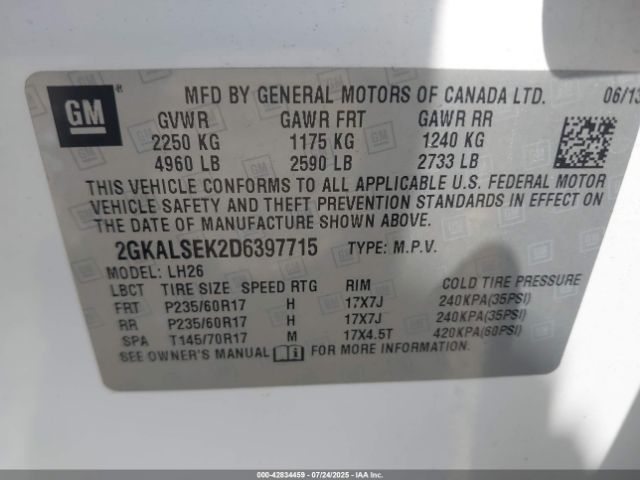 GM ®
MFD BY GENERAL MOTORS OF CANADA LTD. 06/13
GVWR GAWR FRT GAWR RR
2250 KG 1175 KG 1240 KG
4960 LB 2590 LB 2733 LB
THIS VEHICLE CONFORMS TO ALL APPLICABLE U.S. FEDERAL MOTOR
VEHICLE SAFETY AND THEFT PREVENTION STANDARDS IN EFFECT ON
THE DATE OF MANUFACTURE SHOWN ABOVE.
2GKALSEK2D6397715 TYPE: M.P.V.
MODEL: LH26
LBCT TIRE SIZE SPEED RTG RIM COLD TIRE PRESSURE
FRT P235/60R17 H 17X7J 240KPA(35PSI)
RR P235/60R17 H 17X7J 240KPA(35PSI)
SPA T145/70R17 M 17X4.5T 420KPA(60PSI)
SEE OWNER'S MANUAL FOR MORE INFORMATION
000-42834459 - 07/24/2025 - IAAI.COM